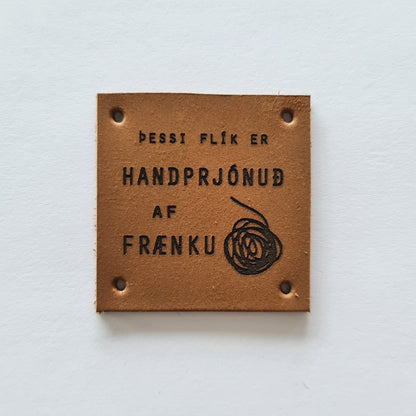 ÞESSI FLÍK ER
HANDPRJÓNUÐ
AF
FRÆNKU